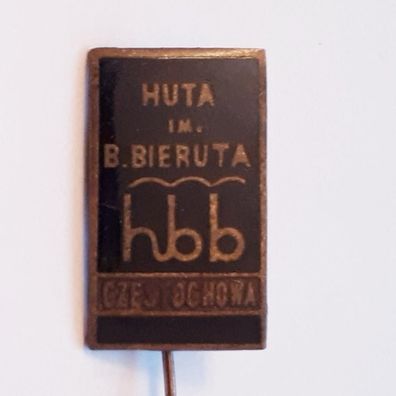 HUTA
IM.
B.BIERUTA
hbb
CZĘSTOCHOWA